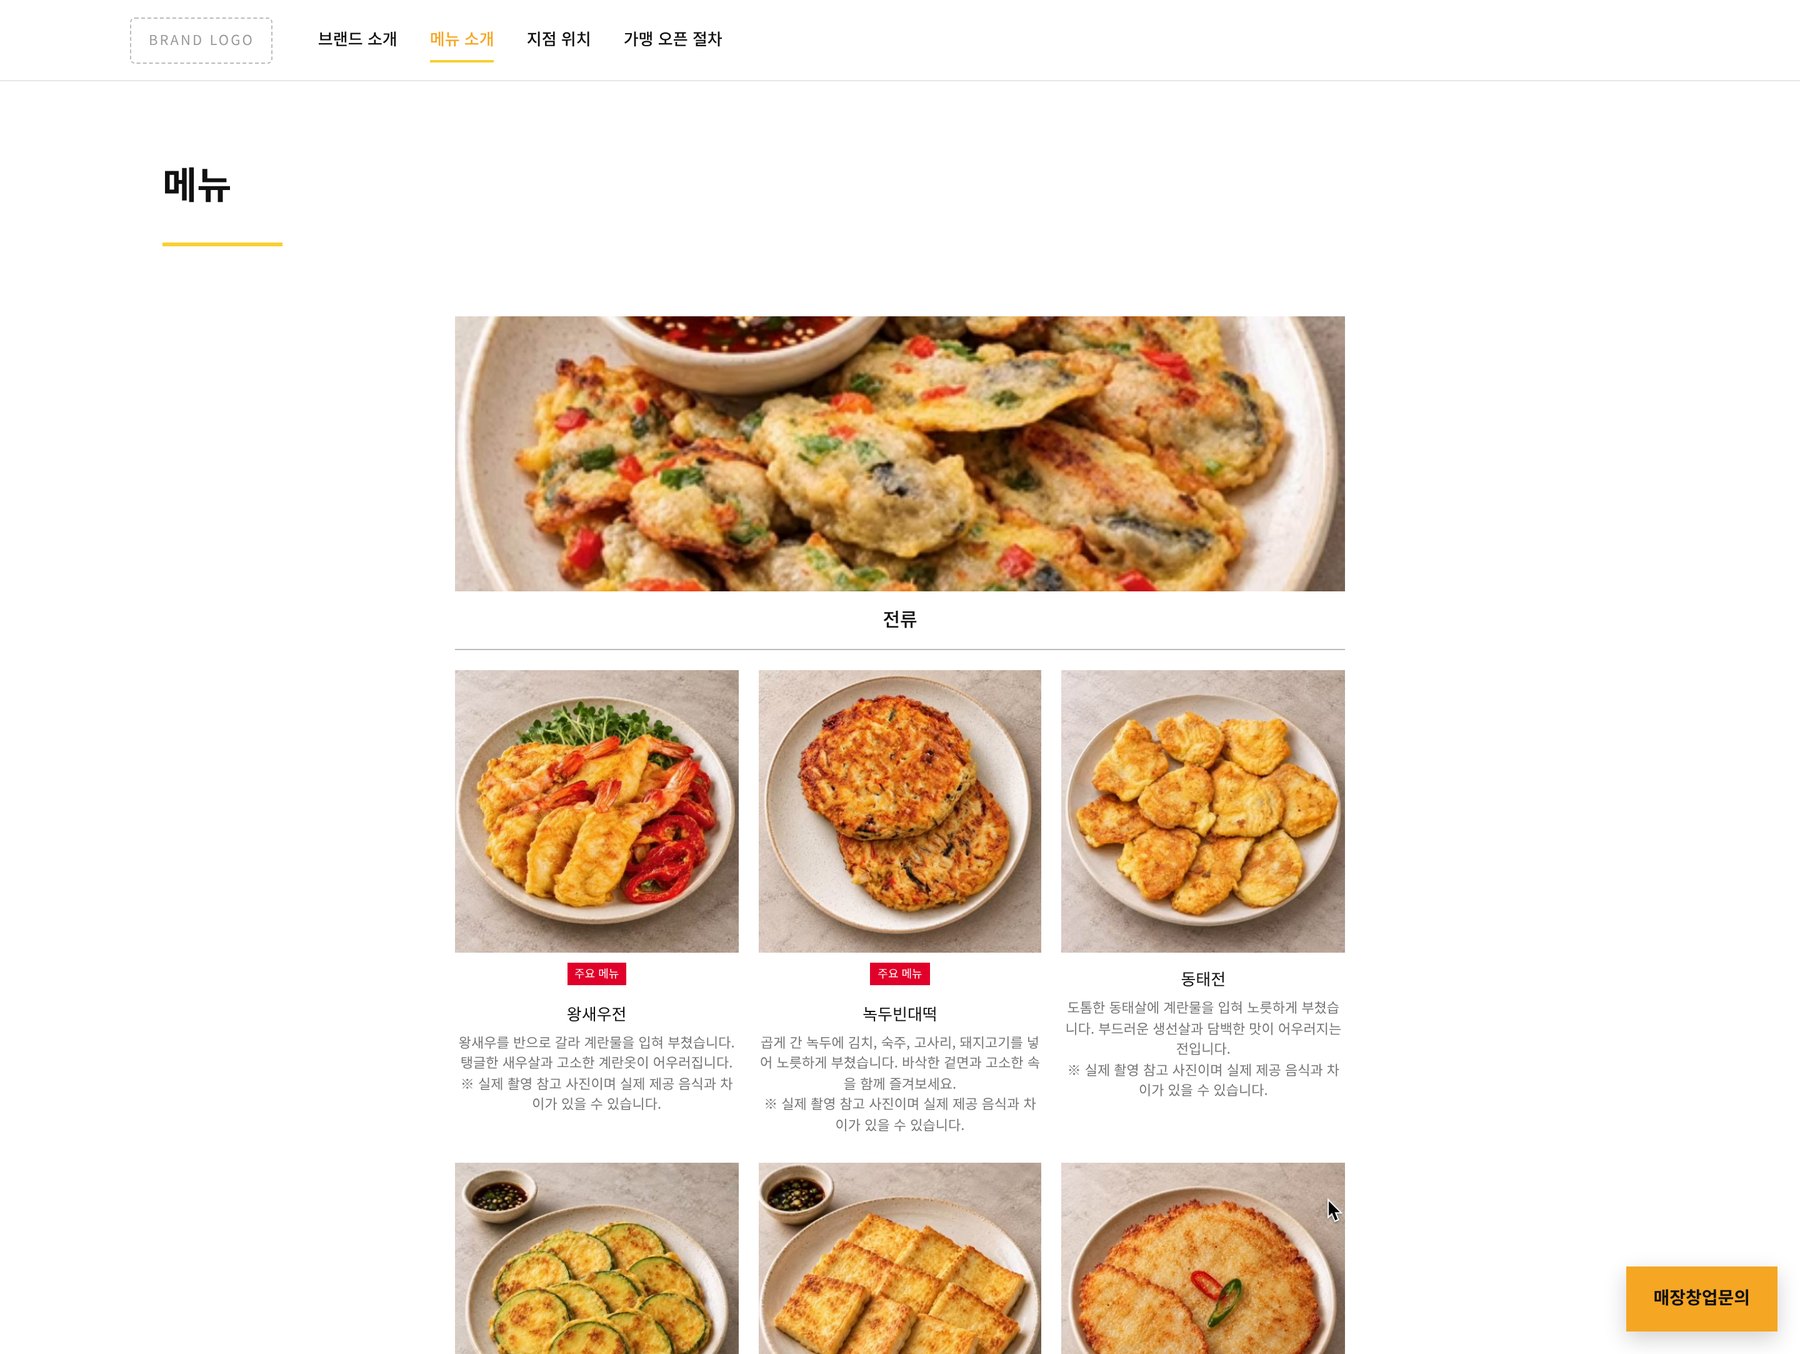 BRAND LOGO
브랜드 소개
메뉴 소개
지점 위치
가맹 오픈 절차
메뉴
전류
주요 메뉴
왕새우전
왕새우를 반으로 갈라 계란물을 입혀 부쳤습니다.
탱글한 새우살과 고소한 계란옷이 어우러집니다.
※ 실제 촬영 참고 사진이며 실제 제공 음식과 차
이가 있을 수 있습니다.
주요 메뉴
녹두빈대떡
곱게 간 녹두에 김치, 숙주, 고사리, 돼지고기를 넣
어 노릇하게 부쳤습니다. 바삭한 겉면과 고소한 속
을 함께 즐겨보세요.
※ 실제 촬영 참고 사진이며 실제 제공 음식과 차
이가 있을 수 있습니다.
동태전
도톰한 동태살에 계란물을 입혀 노릇하게 부쳤습
니다. 부드러운 생선살과 담백한 맛이 어우러지는
전입니다.
※ 실제 촬영 참고 사진이며 실제 제공 음식과 차
이가 있을 수 있습니다.
매장창업문의